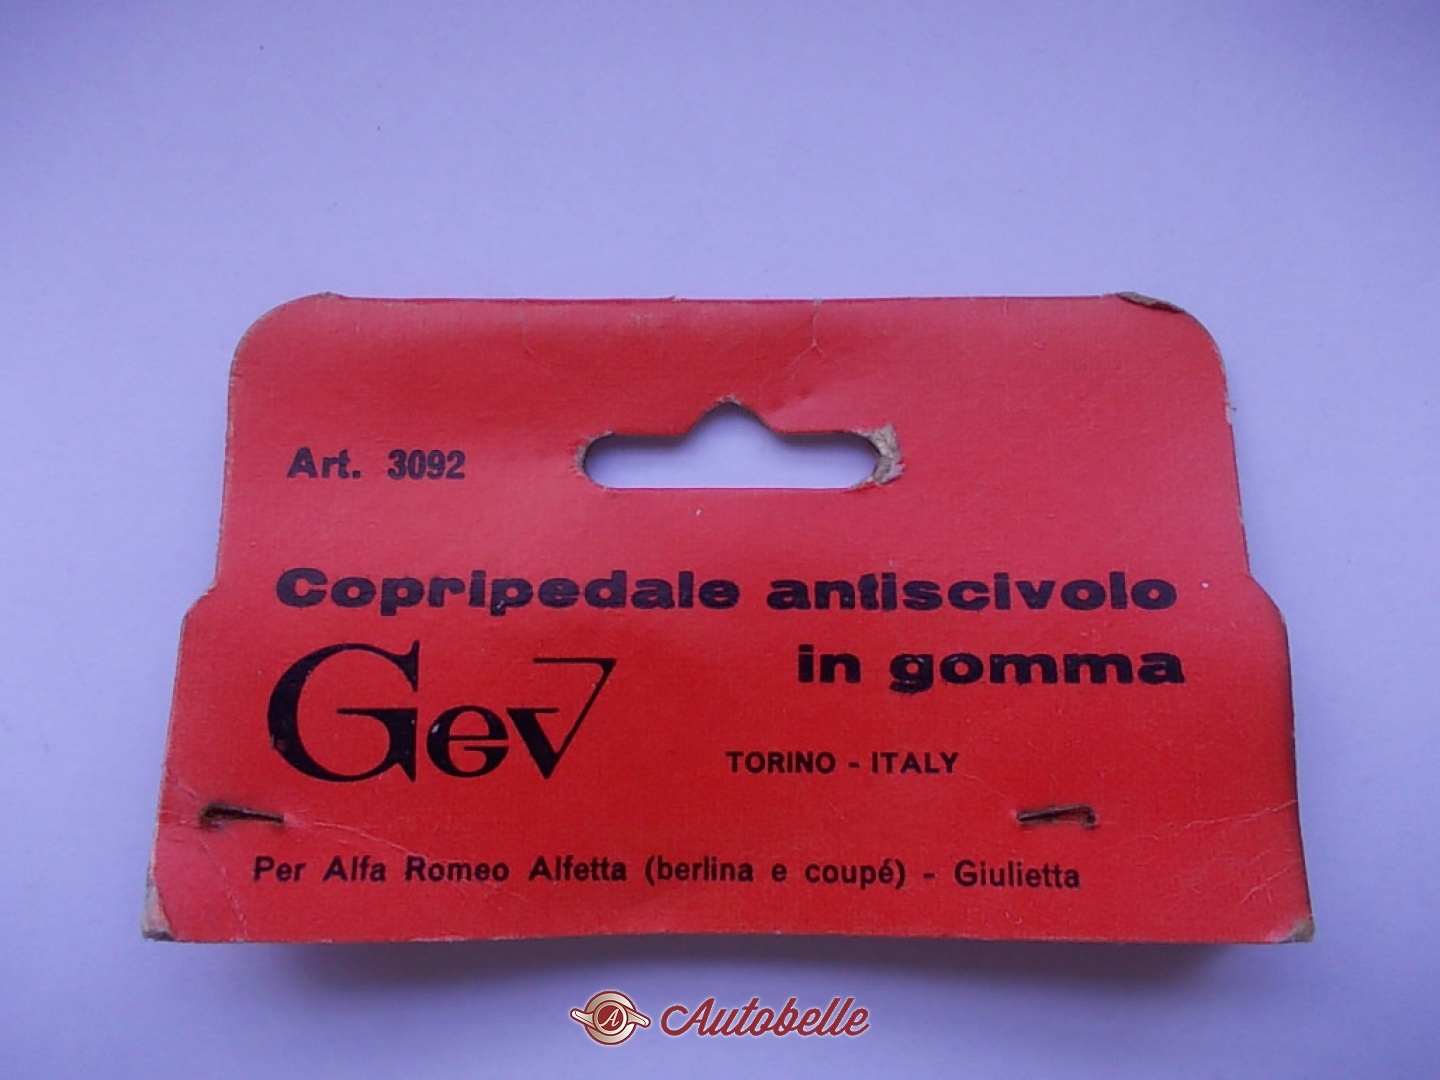 Art. 3092
Copripedale antiscivolo
in gomma
Gev
TORINO - ITALY
Per Alfa Romeo Alfetta (berlina e coupé) - Giulietta
A Autobelle